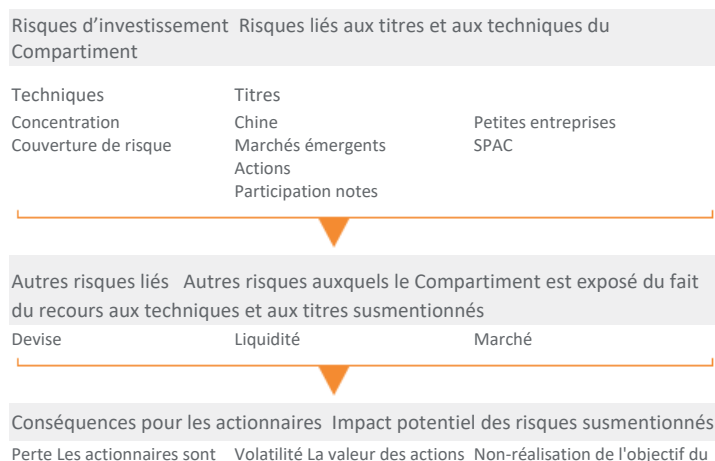 Risques d’investissement Risques liés aux titres et aux techniques du
Compartiment
Techniques Titres
Concentration Chine Petites entreprises
Couverture de risque Marchés émergents SPAC
Actions
Participation notes
Autres risques liés Autres risques auxquels le Compartiment est exposé du fait
du recours aux techniques et aux titres susmentionnés
Devise Liquidité Marché
Conséquences pour les actionnaires Impact potentiel des risques susmentionnés
Perte Les actionnaires sont Volatilité La valeur des actions Non-réalisation de l'objectif du